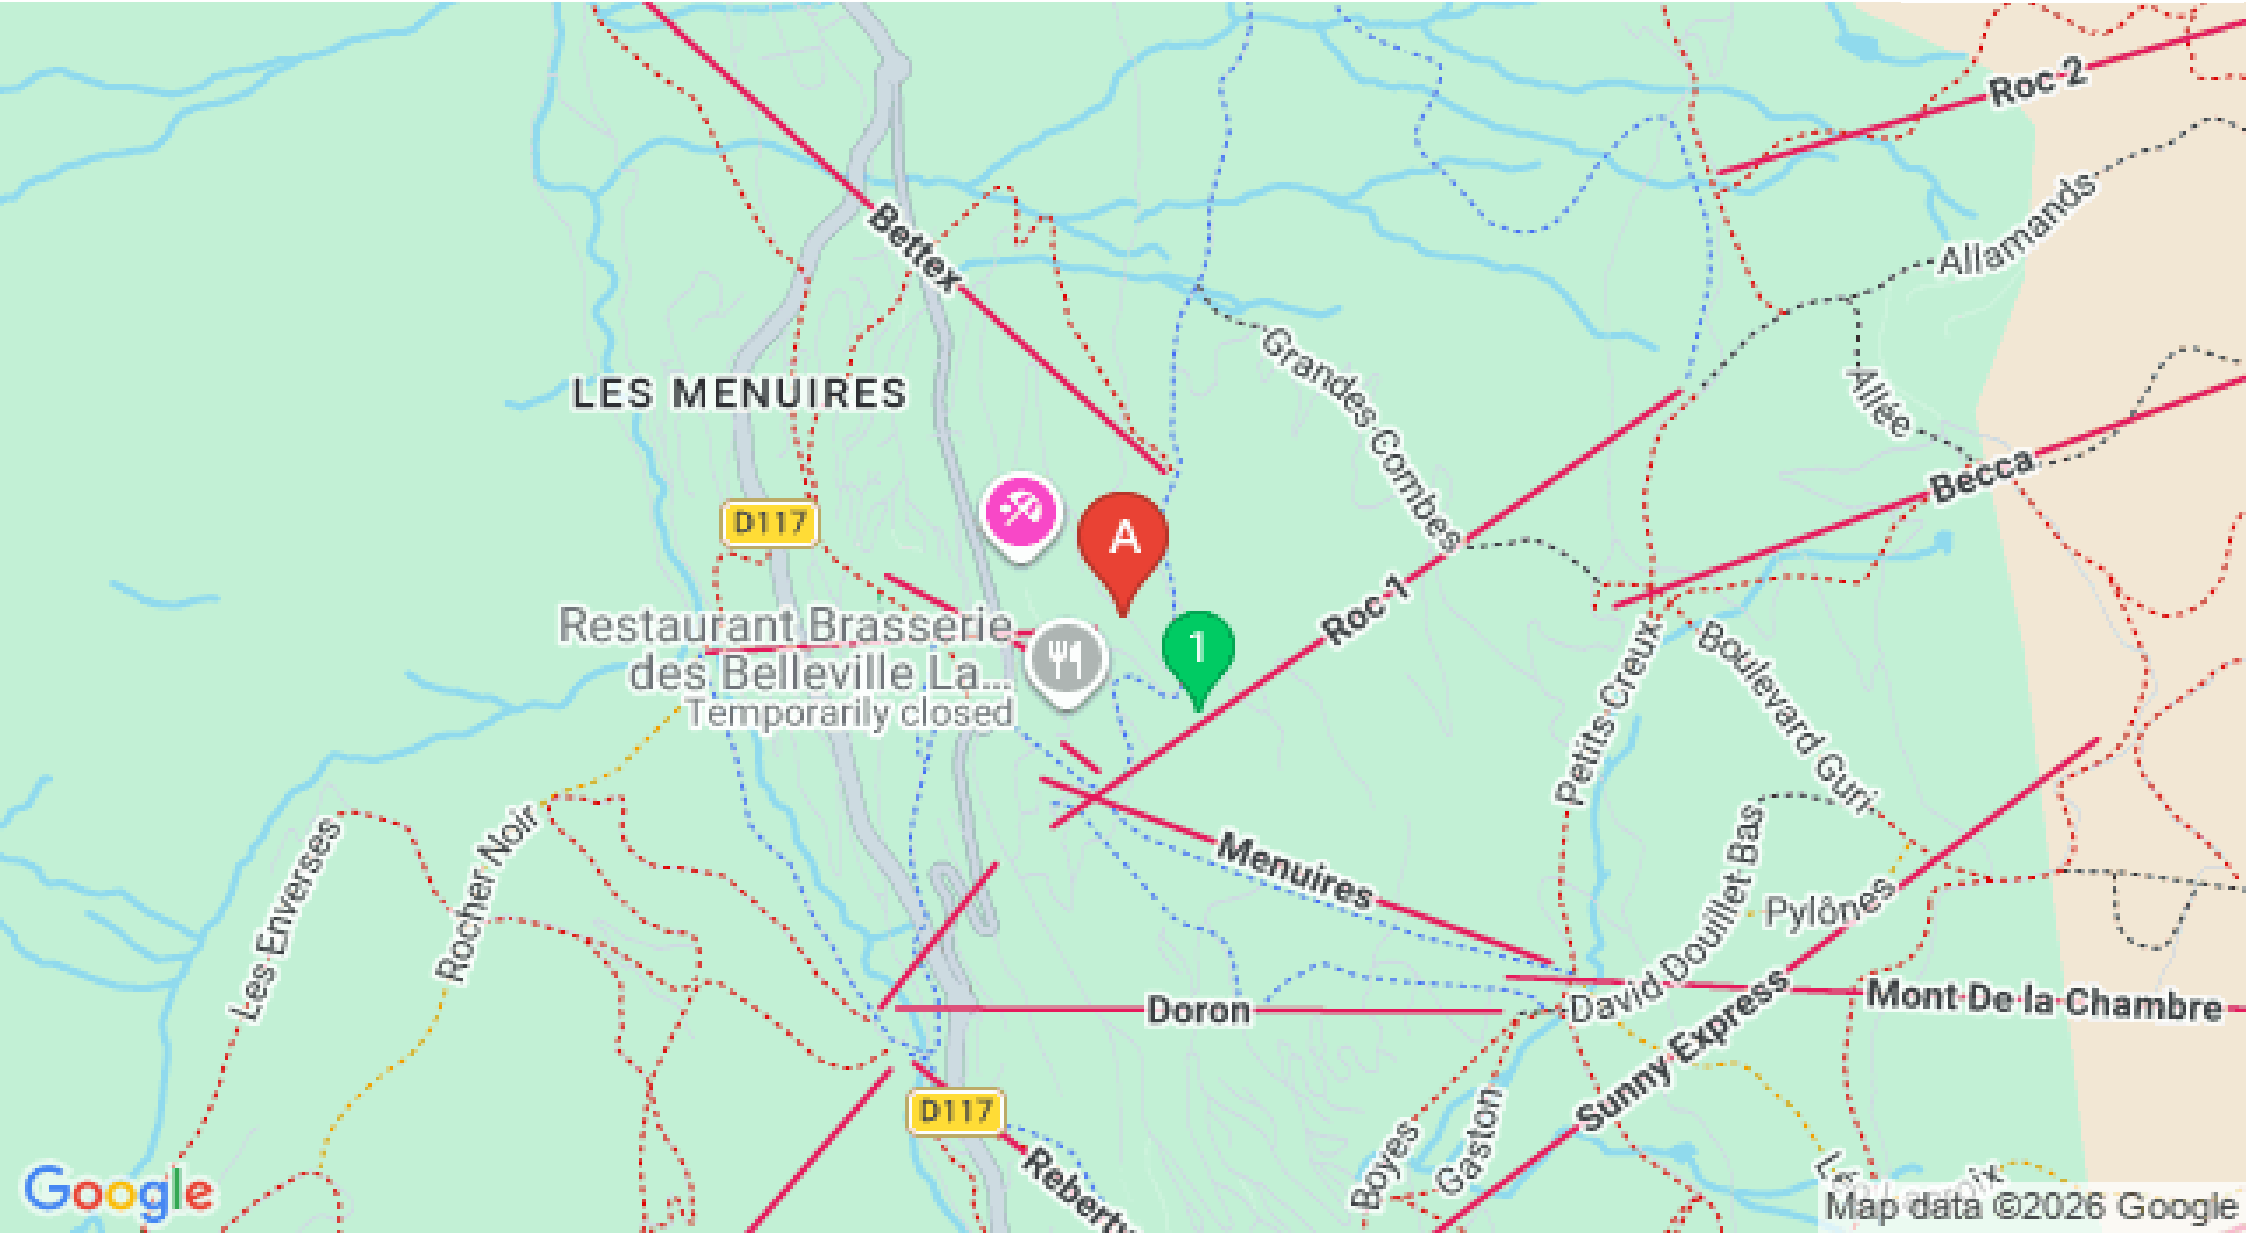 Roc 2
Allamands
Bettex
Grandes Combes
Allée
LES MENUIRES
Becca
D117
A
Roc 1
Restaurant Brasserie
des Belleville La...
Temporarily closed
1
Petits Creux
Boulevard Guri
Les Enverses
Rocher Noir
Menuires
David Douillet Bas
Pylônes
Doron
Mont De la Chambre
Sunny Express
D117
Boyes
Gaston
Google
Map data ©2026 Google